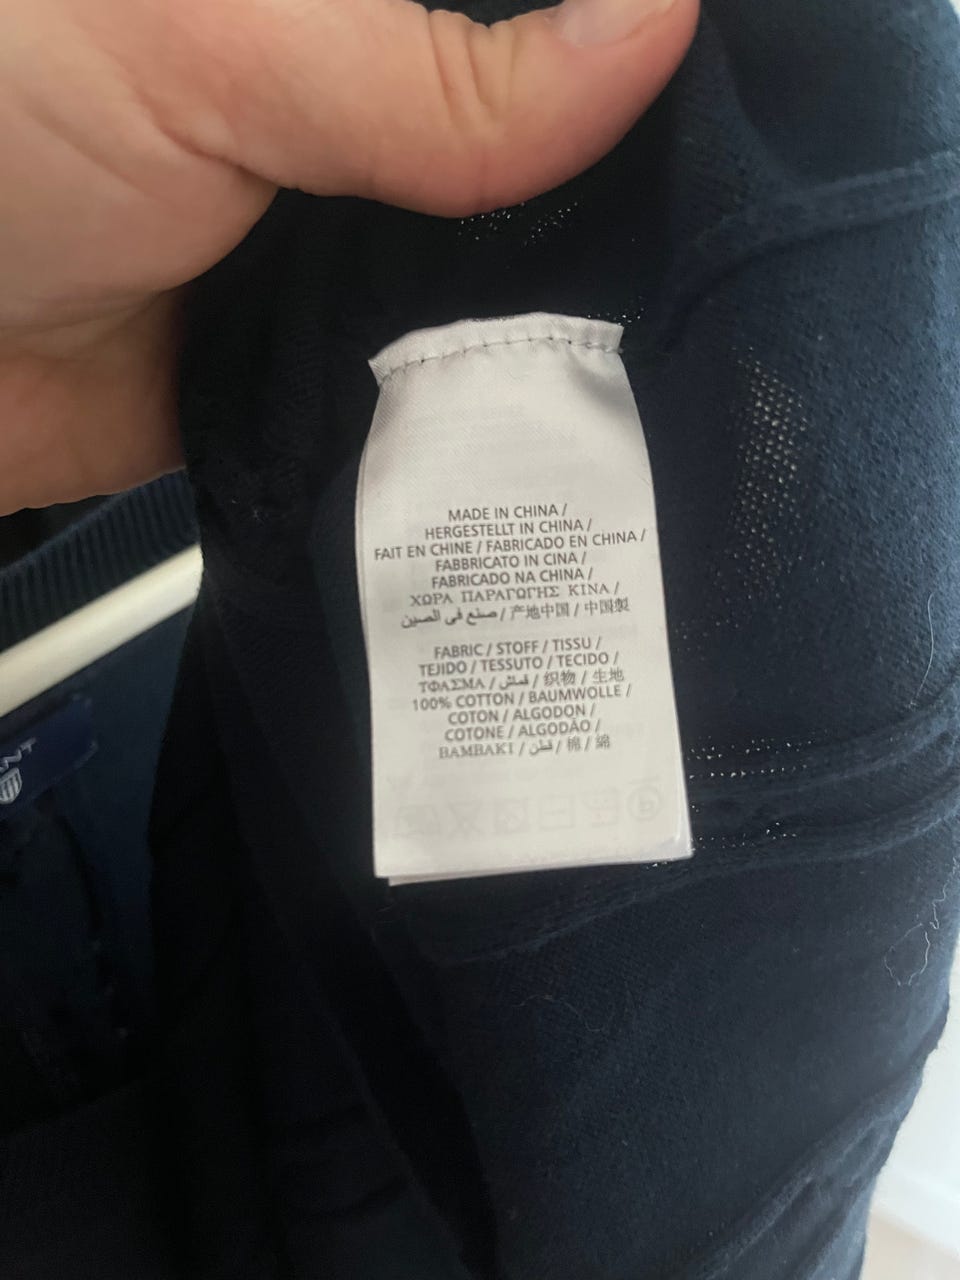 MADE IN CHINA /
HERGESTELLT IN CHINA /
FAIT EN CHINE / FABRICADO EN CHINA /
FABBRICATO IN CINA /
FABRICADO NA CHINA /
ΧΩΡΑ ΠΑΡΑΓΩΓΗΣ ΚΙΝΑ /
صنع في الصين / 产地中国 / 中国製
FABRIC / STOFF / TISSU /
TEJIDO / TESSUTO / TECIDO /
ΤΦΑΣΜΑ / قماش / 织物 / 生地
100% COTTON / BAUMWOLLE /
COTON / ALGODON /
COTONE / ALGODÃO /
ΒΑΜΒΑΚΙ / قطن / 棉 / 綿